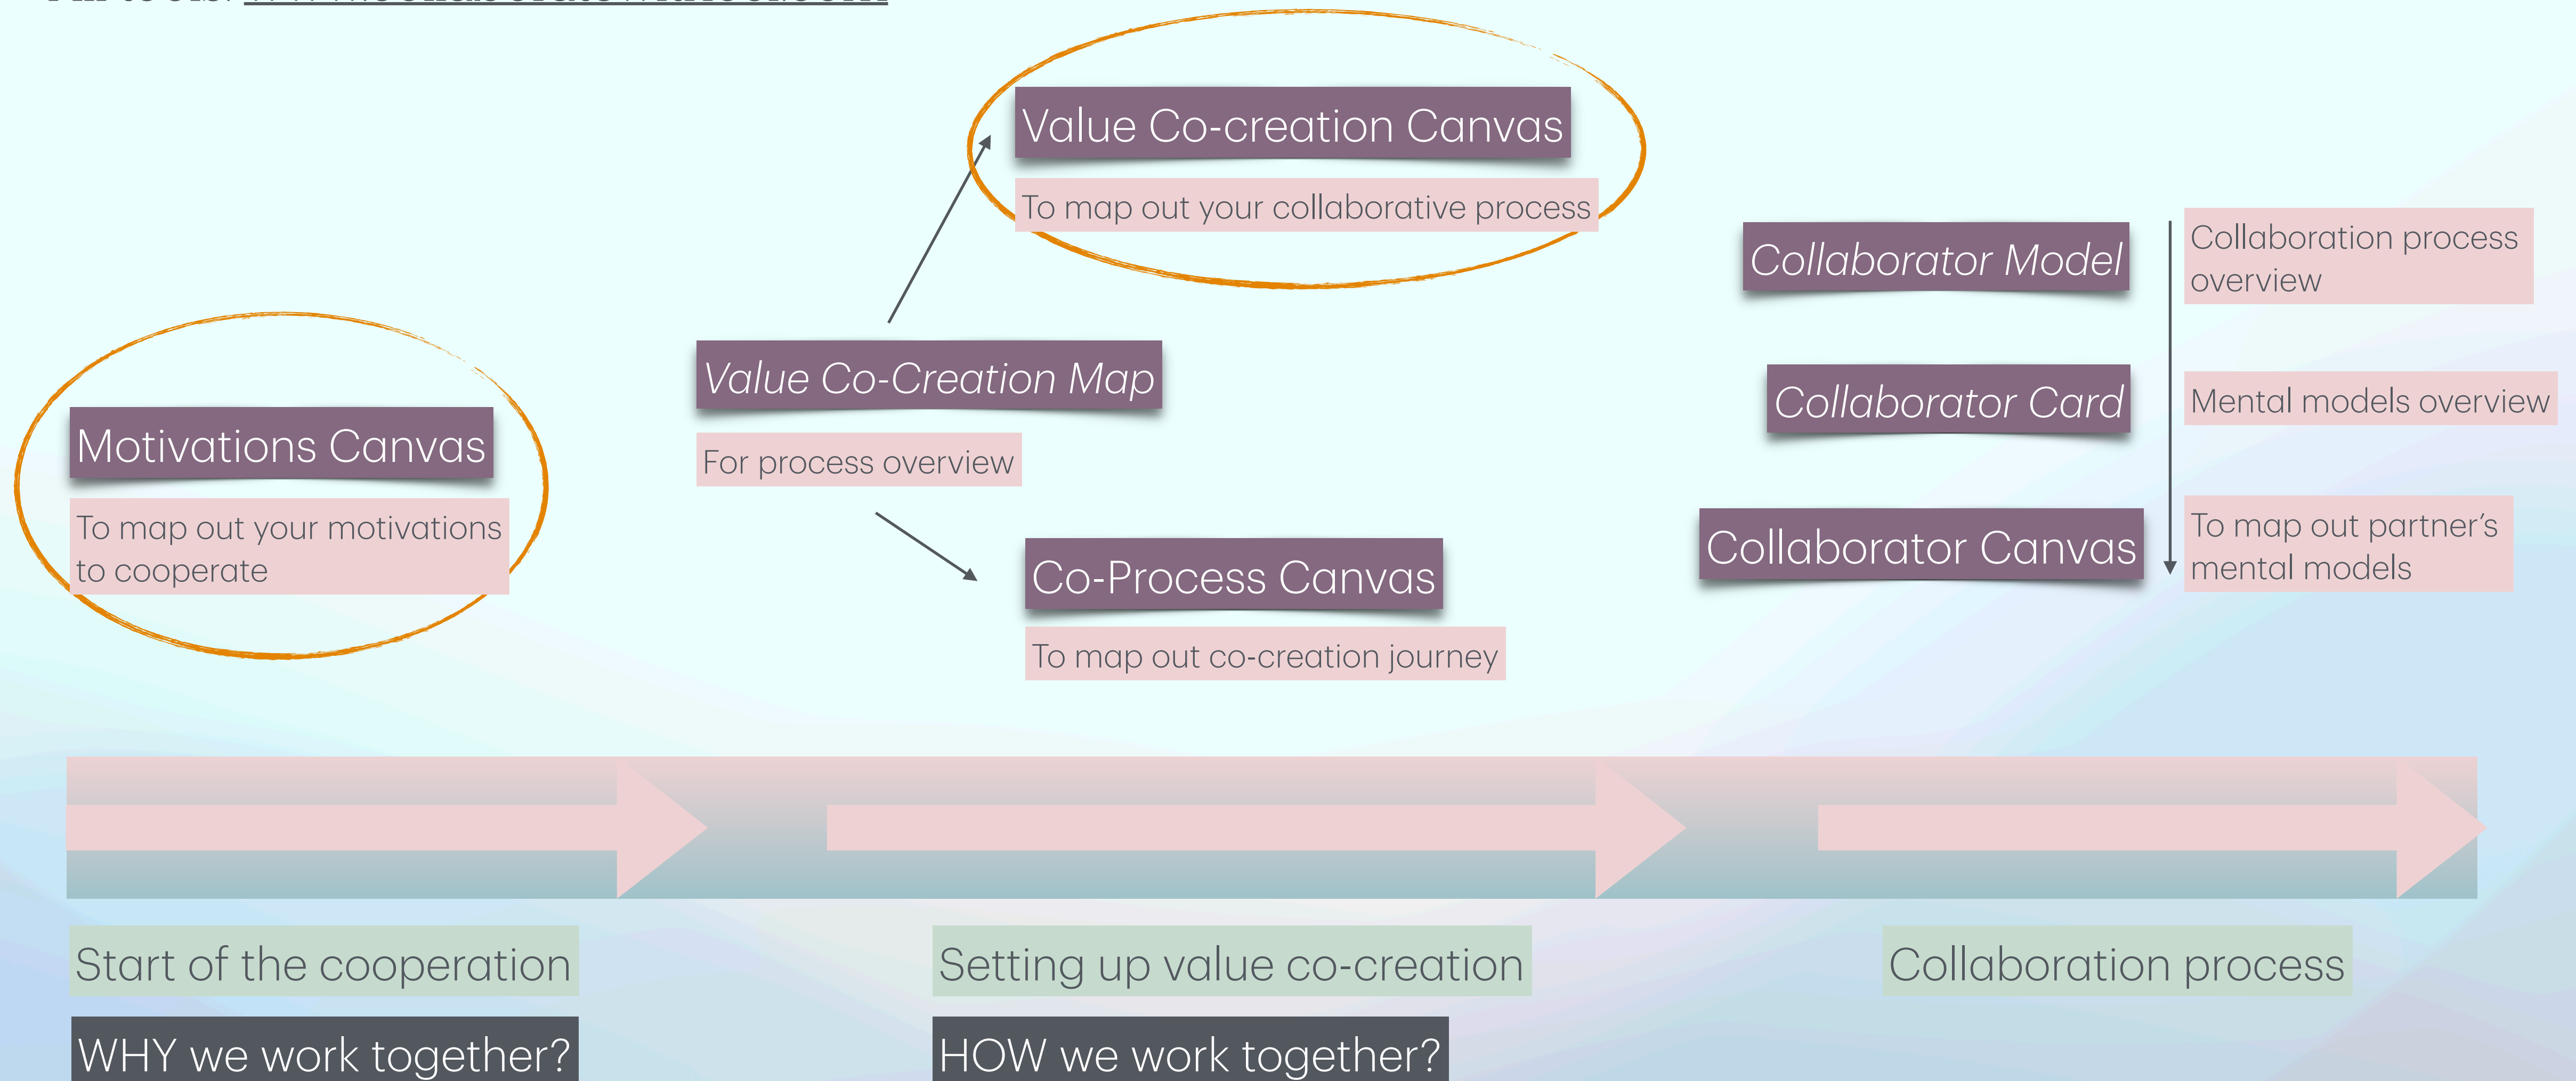 Value Co-creation Canvas
To map out your collaborative process
Collaborator Model
Collaboration process
overview
Value Co-Creation Map
For process overview
Collaborator Card
Mental models overview
Motivations Canvas
To map out your motivations
to cooperate
Co-Process Canvas
To map out co-creation journey
Collaborator Canvas
To map out partner’s
mental models
Start of the cooperation
Setting up value co-creation
Collaboration process
WHY we work together?
HOW we work together?